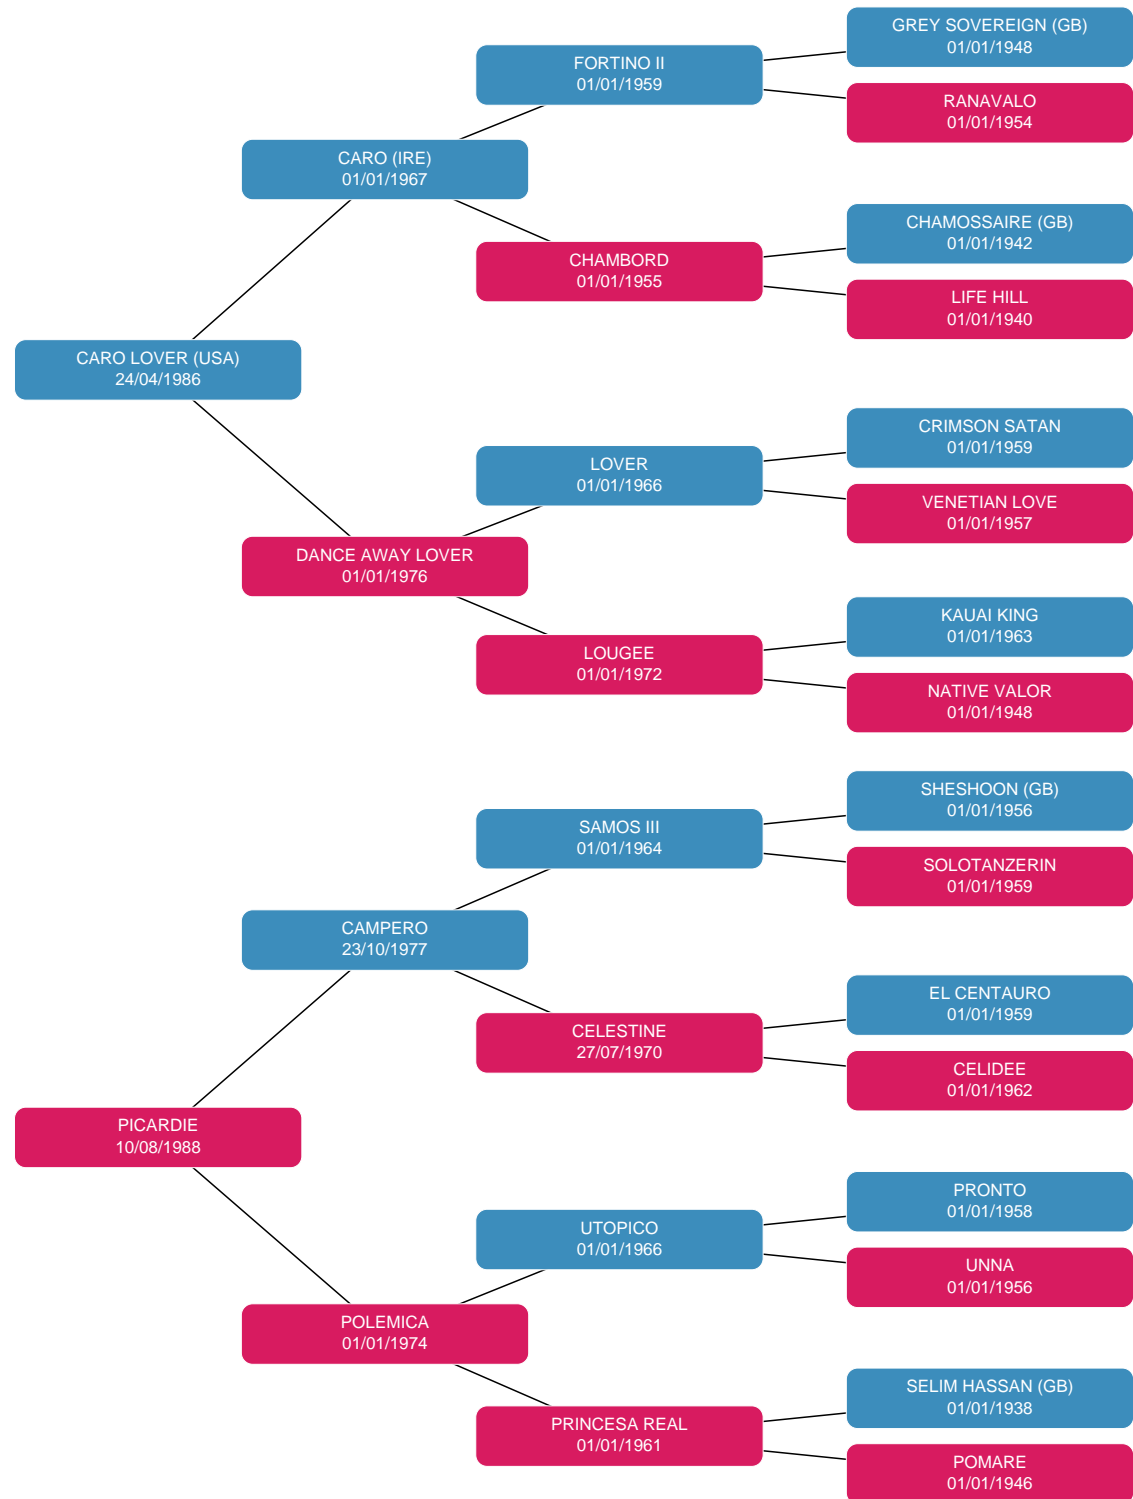 GREY SOVEREIGN (GB)
01/01/1948
FORTINO II
01/01/1959
RANAVALO
01/01/1954
CARO (IRE)
01/01/1967
CHAMOSSAIRE (GB)
01/01/1942
CHAMBORD
01/01/1955
LIFE HILL
01/01/1940
CARO LOVER (USA)
24/04/1986
CRIMSON SATAN
01/01/1959
LOVER
01/01/1966
VENETIAN LOVE
01/01/1957
DANCE AWAY LOVER
01/01/1976
KAUAI KING
01/01/1963
LOUGEE
01/01/1972
NATIVE VALOR
01/01/1948
SHESHOON (GB)
01/01/1956
SAMOS III
01/01/1964
SOLOTANZERIN
01/01/1959
CAMPERO
23/10/1977
EL CENTAURO
01/01/1959
CELESTINE
27/07/1970
CELIDEE
01/01/1962
PICARDIE
10/08/1988
PRONTO
01/01/1958
UTOPICO
01/01/1966
UNNA
01/01/1956
POLEMICA
01/01/1974
SELIM HASSAN (GB)
01/01/1938
PRINCESA REAL
01/01/1961
POMARE
01/01/1946